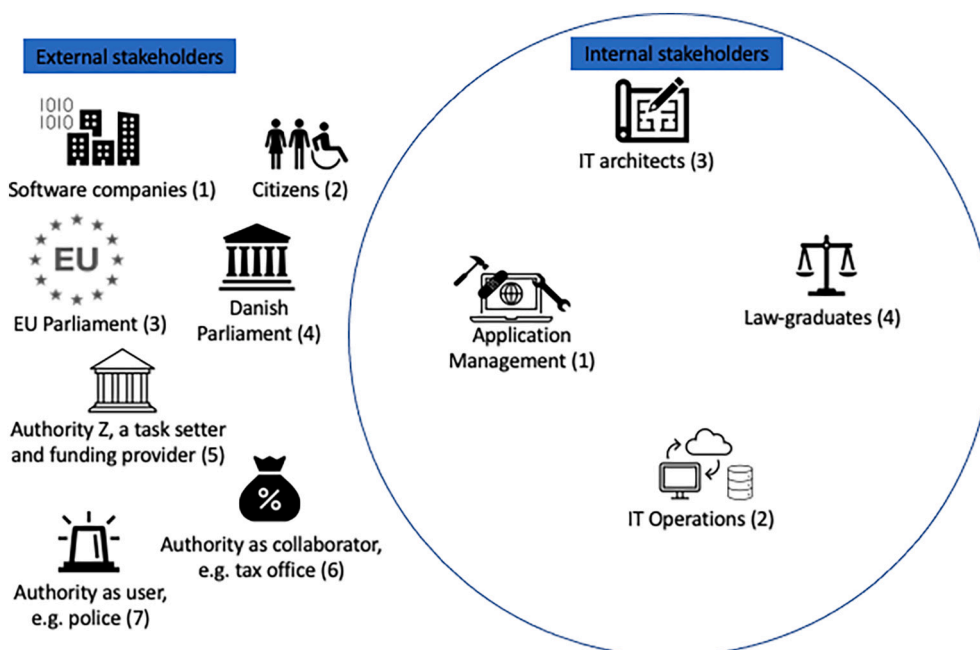 External stakeholders
Internal stakeholders
1010
1010
Software companies (1)
Citizens (2)
IT architects (3)
EU
EU Parliament (3)
Danish
Parliament (4)
Application
Management (1)
Law-graduates (4)
Authority Z, a task setter
and funding provider (5)
%
Authority as collaborator,
e.g. tax office (6)
IT Operations (2)
Authority as user,
e.g. police (7)